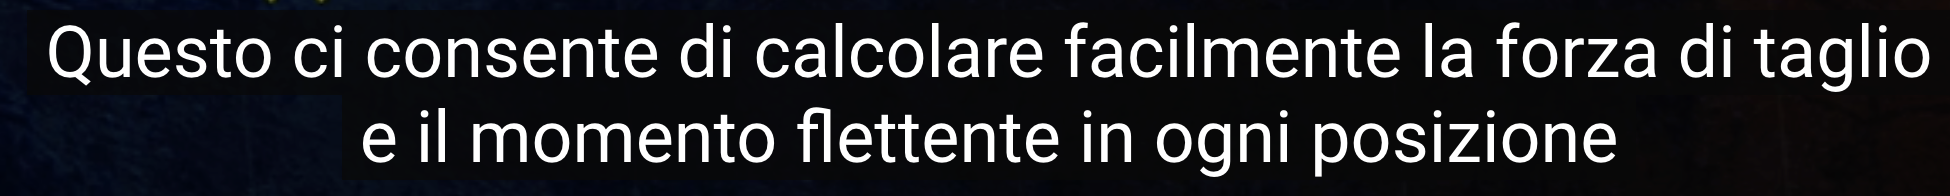 Questo ci consente di calcolare facilmente la forza di taglio
e il momento flettente in ogni posizione